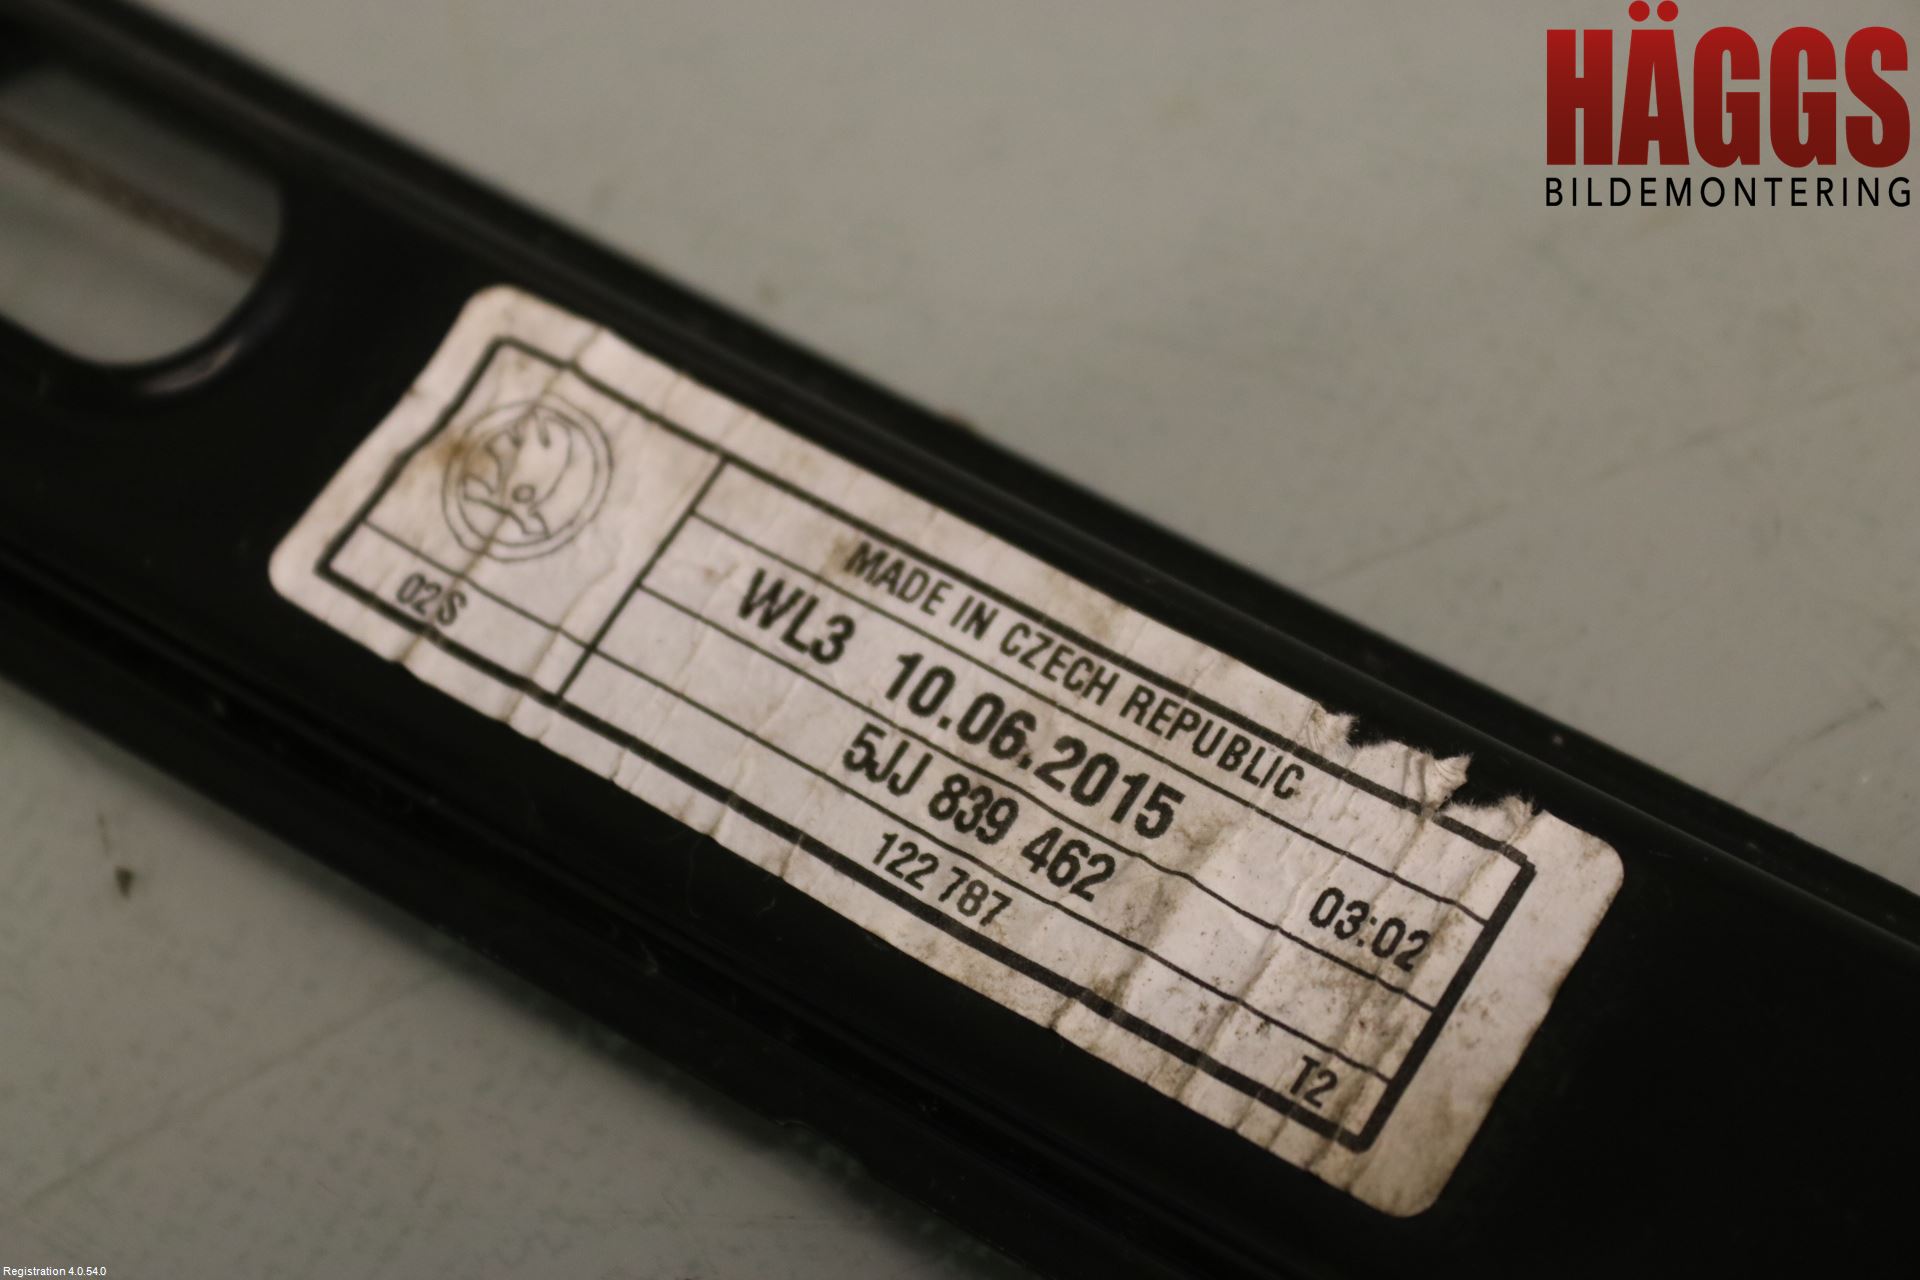 HÄGGS
BILDEMONTERING
MADE IN CZECH REPUBLIC
WL3 10.06.2015 03:02
5JJ 839 462
02 S 122 787 T2
Registration 4.0.54.0